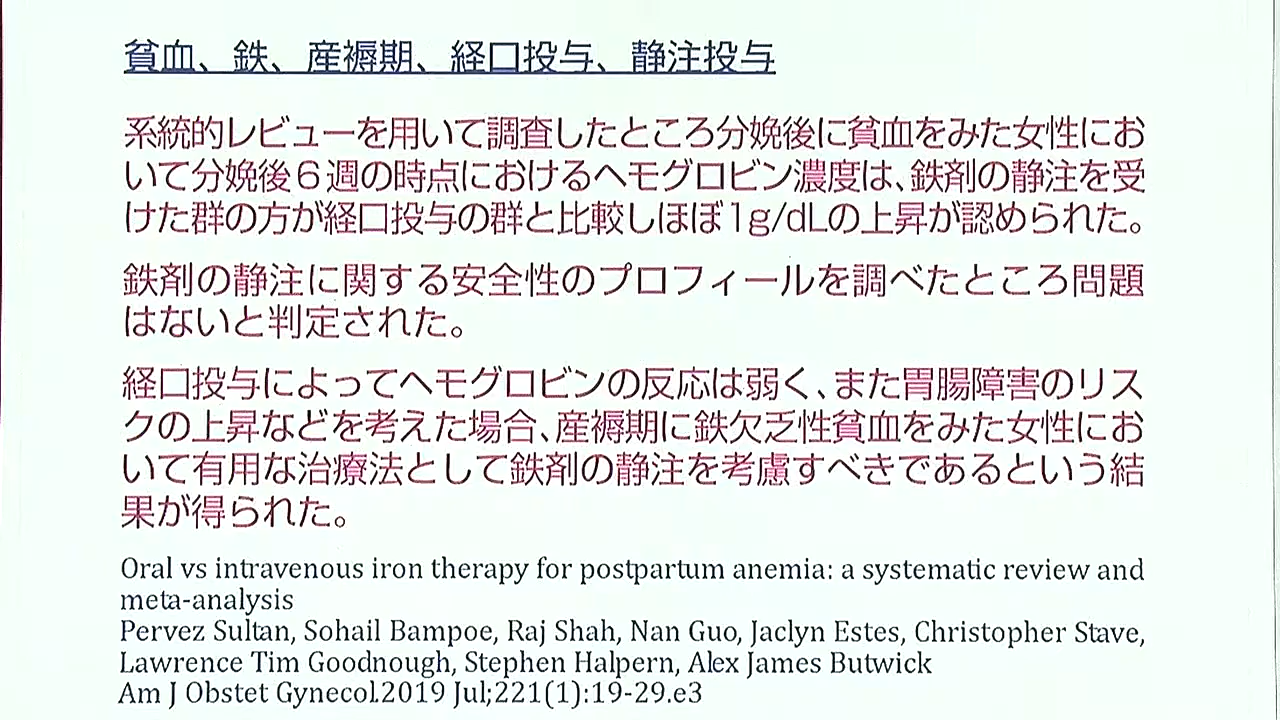 貧血、鉄、産褥期、経口投与、静注投与
系統的レビューを用いて調査したところ分娩後に貧血をみた女性にお
いて分娩後６週の時点におけるヘモグロビン濃度は、鉄剤の静注を受
けた群の方が経口投与の群と比較しほぼ1g/dLの上昇が認められた。
鉄剤の静注に関する安全性のプロフィールを調べたところ問題
はないと判定された。
経口投与によってヘモグロビンの反応は弱く、また胃腸障害のリス
クの上昇などを考えた場合、産褥期に鉄欠乏性貧血をみた女性にお
いて有用な治療法として鉄剤の静注を考慮すべきであるという結
果が得られた。
Oral vs intravenous iron therapy for postpartum anemia: a systematic review and
meta-analysis
Pervez Sultan, Sohail Bampoe, Raj Shah, Nan Guo, Jaclyn Estes, Christopher Stave,
Lawrence Tim Goodnough, Stephen Halpern, Alex James Butwick
Am J Obstet Gynecol.2019 Jul;221(1):19-29.e3